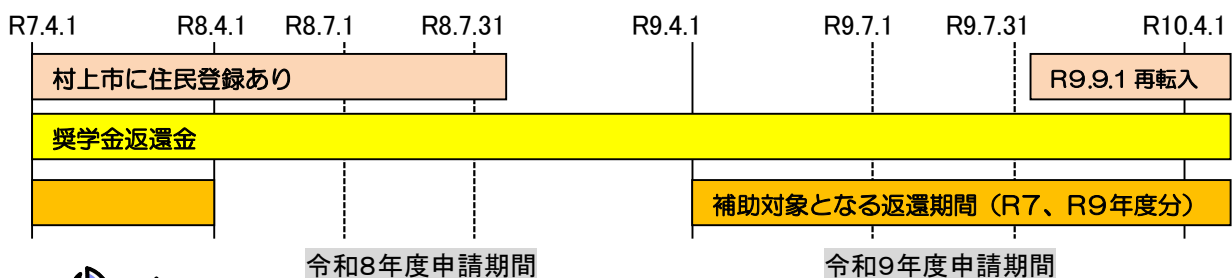 R7.4.1 R8.4.1 R8.7.1 R8.7.31 R9.4.1 R9.7.1 R9.7.31 R10.4.1
村上市に住民登録あり R9.9.1 再転入
奨学金返還金
補助対象となる返還期間（R7、R9年度分）
令和8年度申請期間 令和9年度申請期間